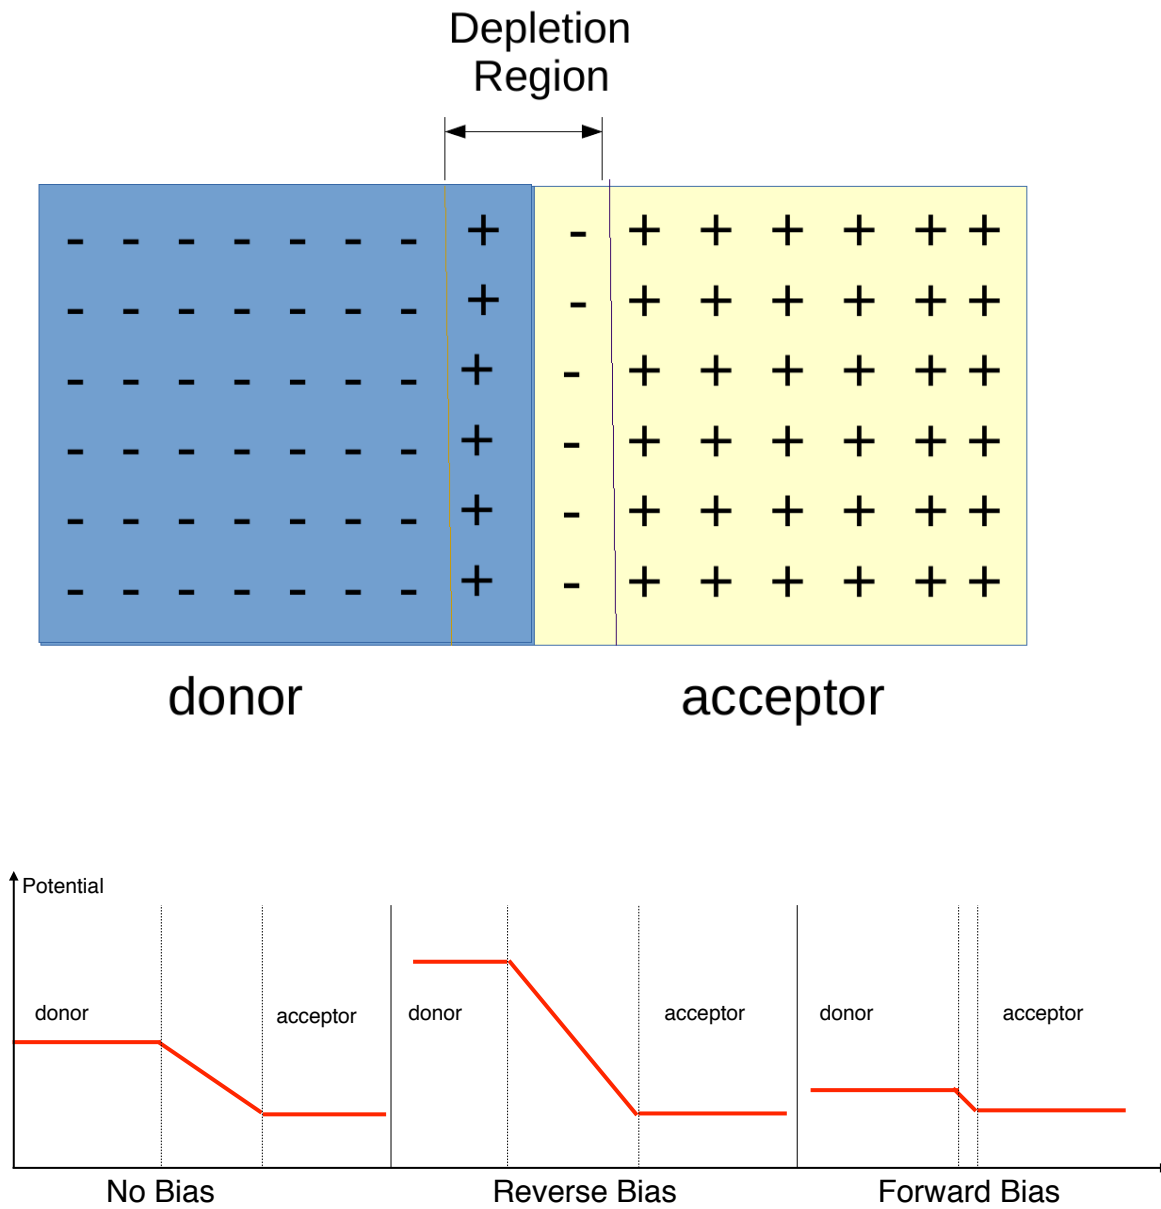 Depletion
Region
- - - - - - - + - + + + + + +
- - - - - - - + - + + + + + +
- - - - - - - + - + + + + + +
- - - - - - - + - + + + + + +
- - - - - - - + - + + + + + +
- - - - - - - + - + + + + + +
donor acceptor
Potential
donor acceptor donor acceptor donor acceptor
No Bias Reverse Bias Forward Bias